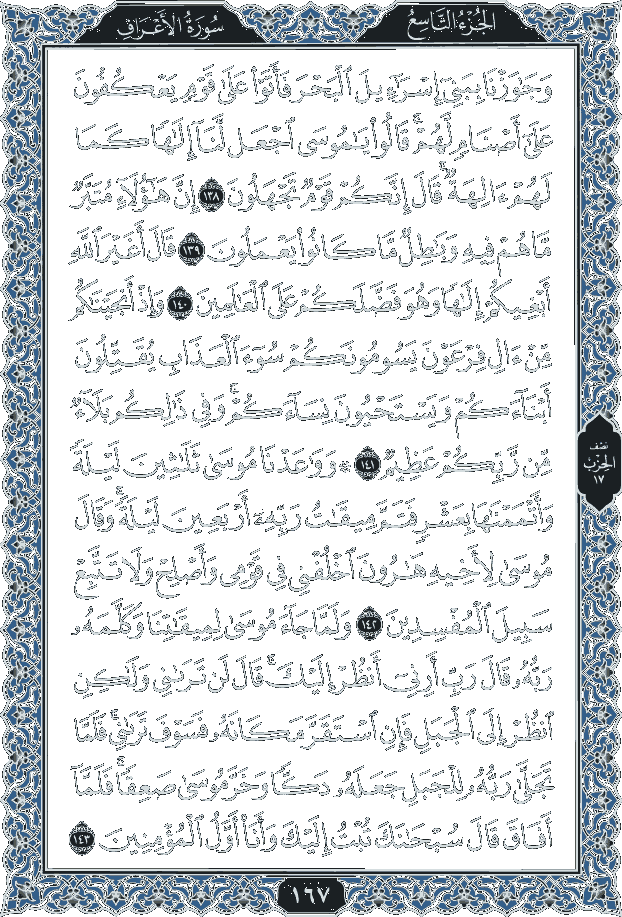 الجُزْءُ التَّاسِعُ
سُورَةُ الأَعْرَافِ
وَجَٰوَزْنَا بِبَنِىٓ إِسْرَٰٓءِيلَ ٱلْبَحْرَ فَأَتَوْا۟ عَلَىٰ قَوْمٍ يَعْكُفُونَ
عَلَىٰٓ أَصْنَامٍ لَّهُمْ ۚ قَالُوا۟ يَٰمُوسَى ٱجْعَل لَّنَآ إِلَٰهًا كَمَا
لَهُمْ ءَالِهَةٌ ۚ قَالَ إِنَّكُمْ قَوْمٌ تَجْهَلُونَ ١٣٨ إِنَّ هَٰٓؤُلَآءِ مُتَبَّرٌ
مَّا هُمْ فِيهِ وَبَٰطِلٌ مَّا كَانُوا۟ يَعْمَلُونَ ١٣٩ قَالَ أَغَيْرَ ٱللَّهِ
أَبْغِيكُمْ إِلَٰهًا وَهُوَ فَضَّلَكُمْ عَلَى ٱلْعَٰلَمِينَ ١٤٠ وَإِذْ أَنجَيْنَٰكُم
مِّنْ ءَالِ فِرْعَوْنَ يَسُومُونَكُمْ سُوٓءَ ٱلْعَذَابِ ۖ يُقَتِّلُونَ
أَبْنَآءَكُمْ وَيَسْتَحْيُونَ نِسَآءَكُمْ ۚ وَفِى ذَٰلِكُم بَلَآءٌ
مِّن رَّبِّكُمْ عَظِيمٌ ١٤١ ۞ وَوَٰعَدْنَا مُوسَىٰ ثَلَٰثِينَ لَيْلَةً
وَأَتْمَمْنَٰهَا بِعَشْرٍ فَتَمَّ مِيقَٰتُ رَبِّهِۦٓ أَرْبَعِينَ لَيْلَةً ۚ وَقَالَ
مُوسَىٰ لِأَخِيهِ هَٰرُونَ ٱخْلُفْنِى فِى قَوْمِى وَأَصْلِحْ وَلَا تَتَّبِعْ
سَبِيلَ ٱلْمُفْسِدِينَ ١٤٢ وَلَمَّا جَآءَ مُوسَىٰ لِمِيقَٰتِنَا وَكَلَّمَهُۥ
رَبُّهُۥ قَالَ رَبِّ أَرِنِىٓ أَنظُرْ إِلَيْكَ ۚ قَالَ لَن تَرَىٰنِى وَلَٰكِنِ
ٱنظُرْ إِلَى ٱلْجَبَلِ فَإِنِ ٱسْتَقَرَّ مَكَانَهُۥ فَسَوْفَ تَرَىٰنِى ۚ فَلَمَّا
تَجَلَّىٰ رَبُّهُۥ لِلْجَبَلِ جَعَلَهُۥ دَكًّا وَخَرَّ مُوسَىٰ صَعِقًا ۚ فَلَمَّآ
أَفَاقَ قَالَ سُبْحَٰنَكَ تُبْتُ إِلَيْكَ وَأَنَا۠ أَوَّلُ ٱلْمُؤْمِنِينَ ١٤٣
نصف
الحزب
١٧
١٦٧